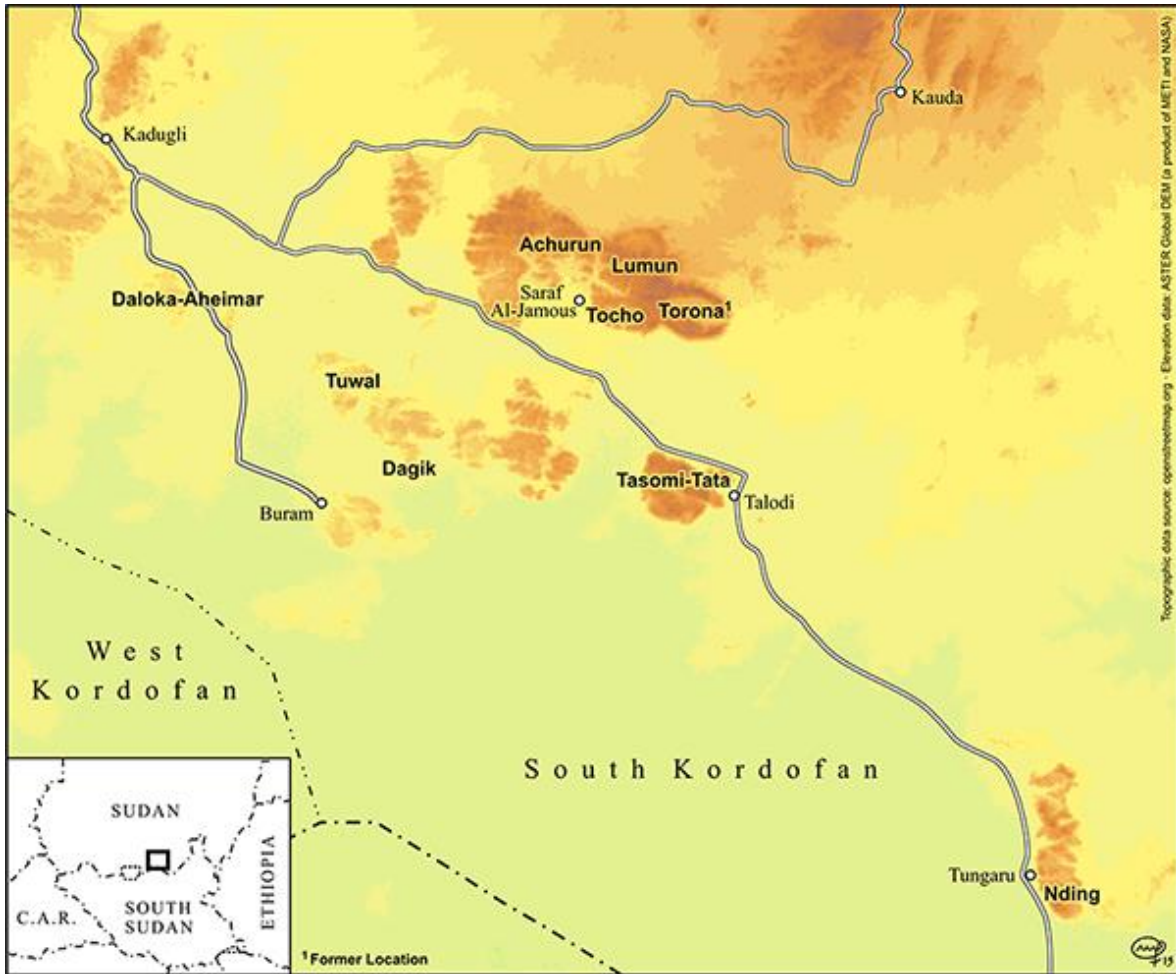 Kauda
Kadugli
Achurun
Lumun
Daloka-Aheimar
Saraf
Al-Jamous
Tocho
Torona¹
Tuwal
Dagik
Tasomi-Tata
Talodi
Buram
West
Kordofan
South Kordofan
Tungaru
Nding
SUDAN
ETHIOPIA
C.A.R.
SOUTH
SUDAN
¹Former Location
Topographic data source: openstreetmap.org - Elevation data: ASTER Global DEM (a product of METI and NASA)